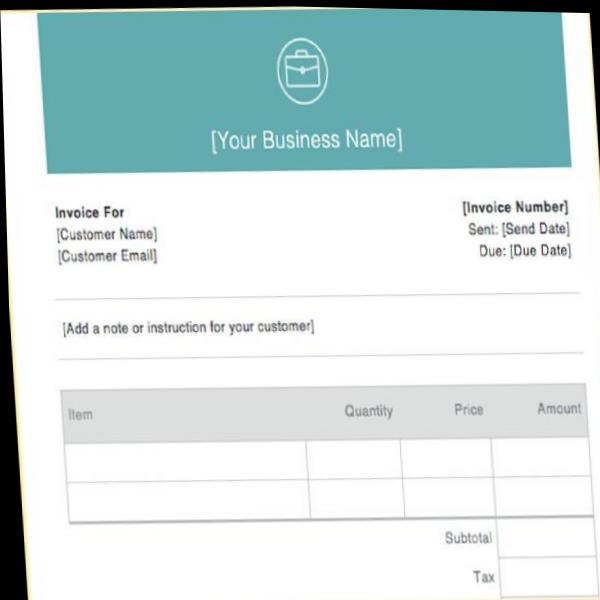 [Your Business Name]
Invoice For
[Customer Name]
[Customer Email]
[Invoice Number]
Sent: [Send Date]
Due: [Due Date]
[Add a note or instruction for your customer]
Item Quantity Price Amount
Subtotal
Tax